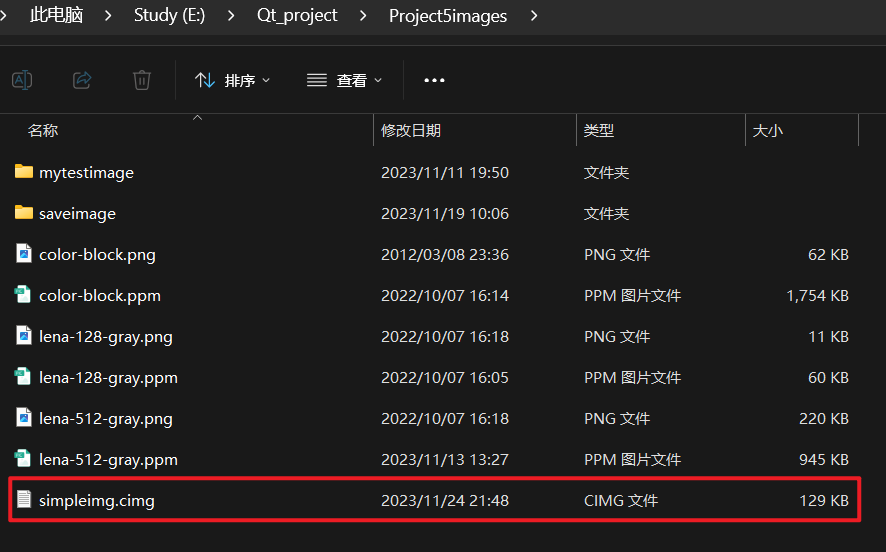 此电脑 > Study (E:) > Qt_project > Project5images >
排序 查看 ...
名称 修改日期 类型 大小
mytestimage 2023/11/11 19:50 文件夹
saveimage 2023/11/19 10:06 文件夹
color-block.png 2012/03/08 23:36 PNG 文件 62 KB
color-block.ppm 2022/10/07 16:14 PPM 图片文件 1,754 KB
lena-128-gray.png 2022/10/07 16:18 PNG 文件 11 KB
lena-128-gray.ppm 2022/10/07 16:05 PPM 图片文件 60 KB
lena-512-gray.png 2022/10/07 16:18 PNG 文件 220 KB
lena-512-gray.ppm 2023/11/13 13:27 PPM 图片文件 945 KB
simpleimg.cimg 2023/11/24 21:48 CIMG 文件 129 KB